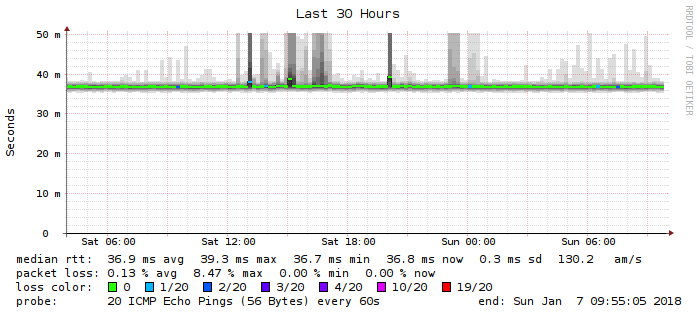 Last 30 Hours
RRDTOOL / TOBI OETIKER
Seconds
50 m
40 m
30 m
20 m
10 m
0
Sat 06:00 Sat 12:00 Sat 18:00 Sun 00:00 Sun 06:00
median rtt: 36.9 ms avg 39.3 ms max 36.7 ms min 36.8 ms now 0.3 ms sd 130.2 am/s
packet loss: 0.13 % avg 8.47 % max 0.00 % min 0.00 % now
loss color: 0 1/20 2/20 3/20 4/20 10/20 19/20
probe: 20 ICMP Echo Pings (56 Bytes) every 60s end: Sun Jan 7 09:55:05 2018